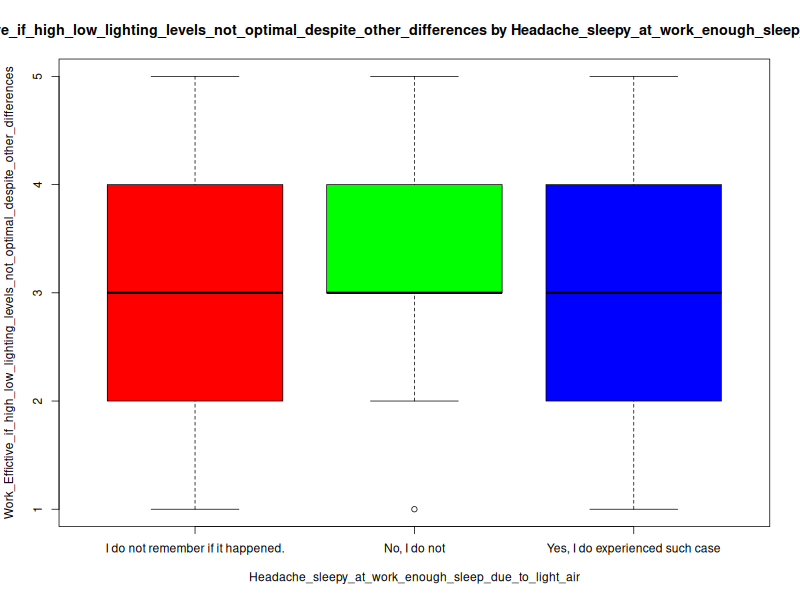 if_high_low_lighting_levels_not_optimal_despite_other_differences by Headache_sleepy_at_work_enough_sleep
Work_Effictive_if_high_low_lighting_levels_not_optimal_despite_other_differences
5
4
3
2
1
I do not remember if it happened.
No, I do not
Yes, I do experienced such case
Headache_sleepy_at_work_enough_sleep_due_to_light_air